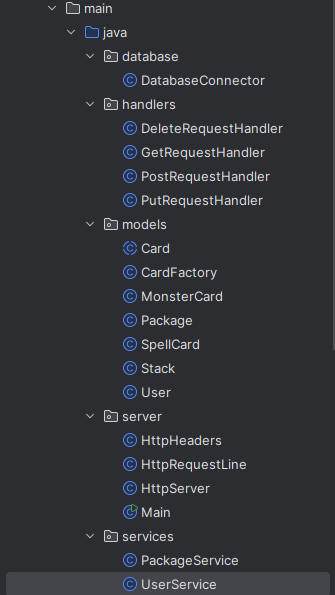 main
java
database
DatabaseConnector
handlers
DeleteRequestHandler
GetRequestHandler
PostRequestHandler
PutRequestHandler
models
Card
CardFactory
MonsterCard
Package
SpellCard
Stack
User
server
HttpHeaders
HttpRequestLine
HttpServer
Main
services
PackageService
UserService